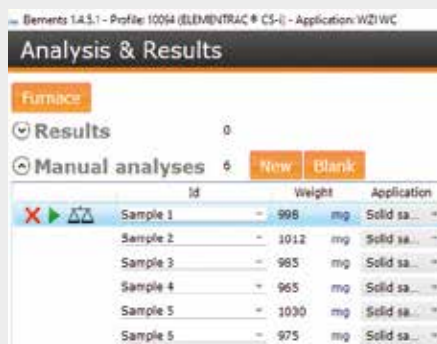 Elements 1.4.5.1 - Profile: 10064 (ELEMENTRAC ® CS-i) - Application: WZI WC
Analysis & Results
Furnace
Results 0
Manual analyses 6 New Blank
Id Weight Application
Sample 1 998 mg Solid sa...
Sample 2 1012 mg Solid sa...
Sample 3 985 mg Solid sa...
Sample 4 965 mg Solid sa...
Sample 5 1030 mg Solid sa...
Sample 6 975 mg Solid sa...